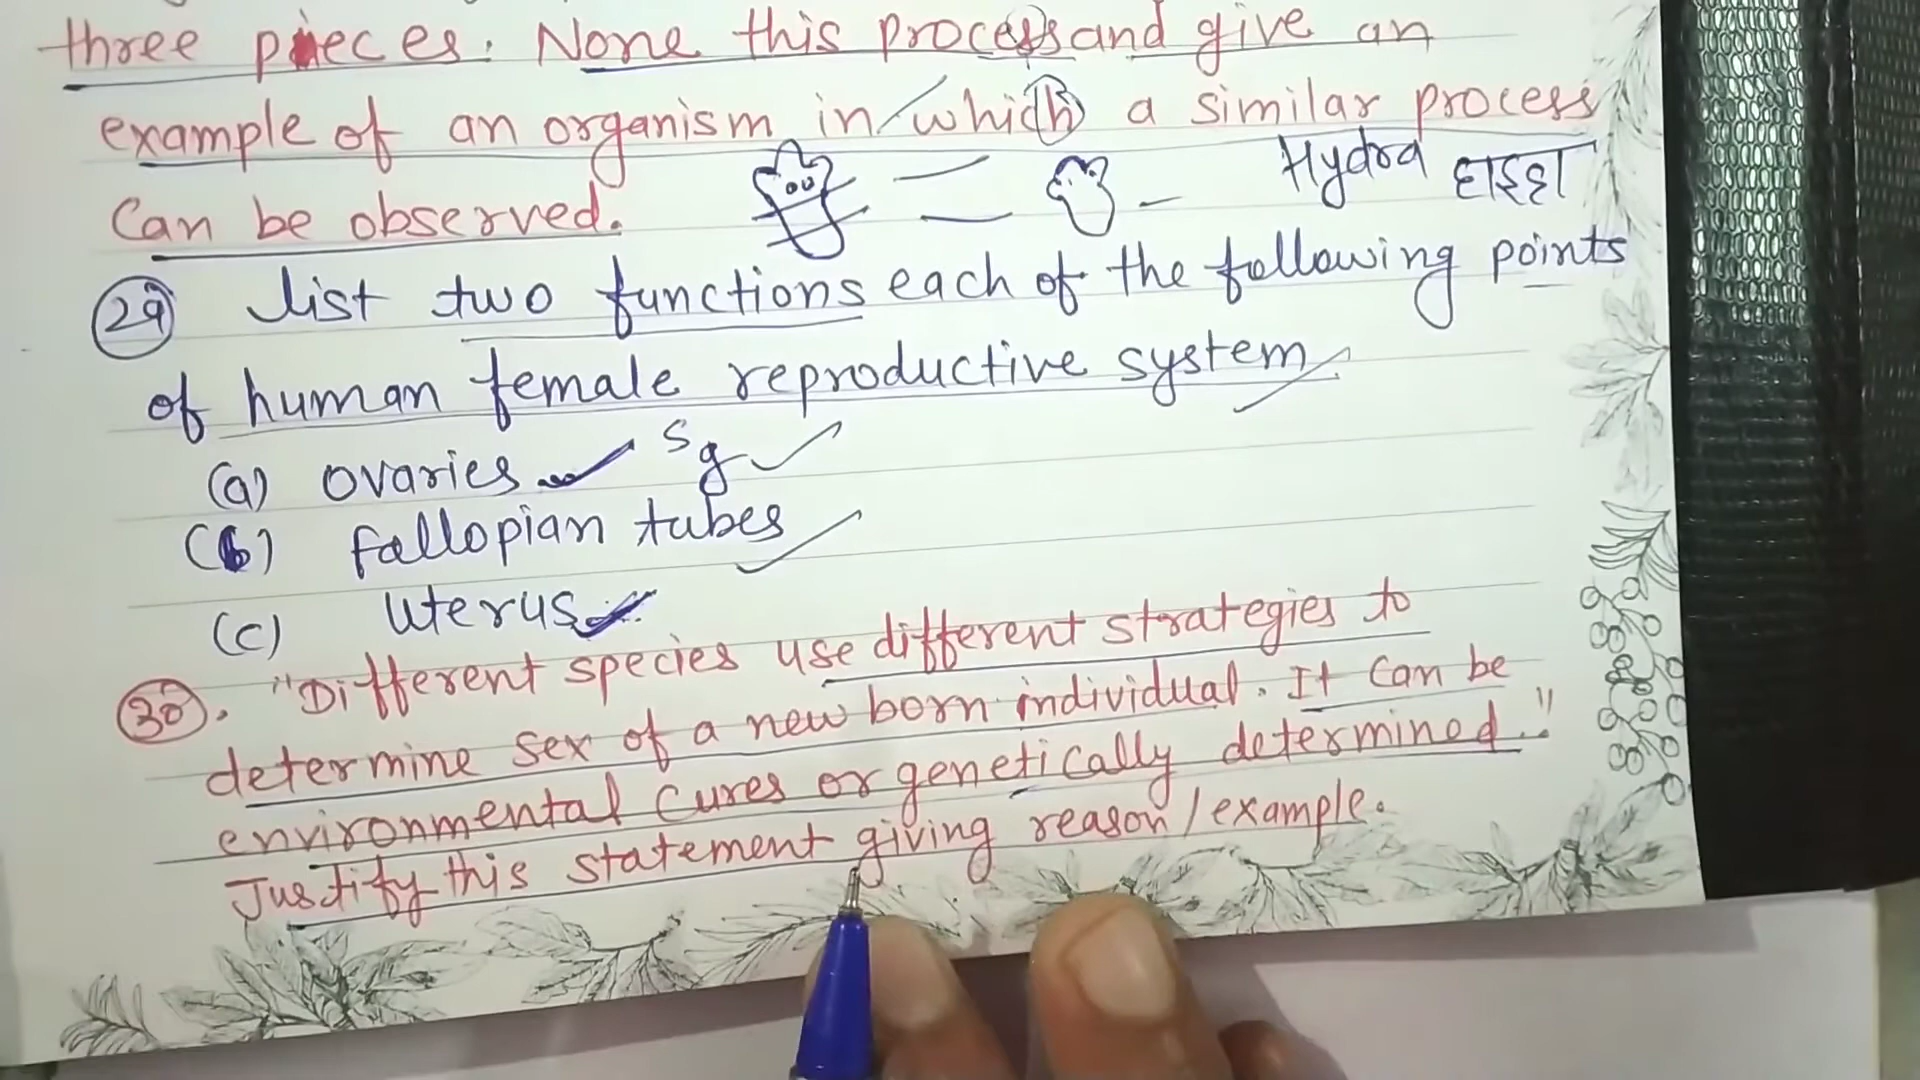 three pieces. None this process and give an
example of an organism in which a similar process
can be observed. Hydra हाइड्रा
29 list two functions each of the following points
of human female reproductive system.
(a) ovaries sg
(b) fallopian tubes
(c) Uterus
30. "Different species use different strategies to
determine sex of a new born individual. It can be
environmental cures or genetically determined."
Justify this statement giving reason/example.